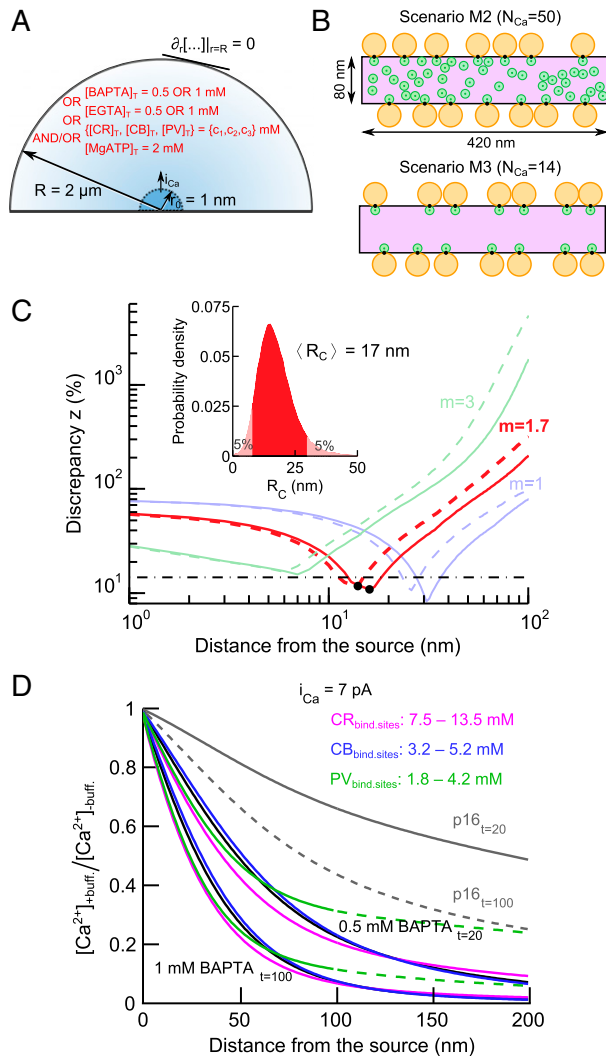 A
∂r[...]|r=R = 0
[BAPTA]T = 0.5 OR 1 mM
OR [EGTA]T = 0.5 OR 1 mM
OR {[CR]T, [CB]T, [PV]T} = {c1,c2,c3} mM
AND/OR [MgATP]T = 2 mM
R = 2 μm
iCa
r0 = 1 nm
B
Scenario M2 (NCa=50)
80 nm
420 nm
Scenario M3 (NCa=14)
C
Discrepancy z (%)
10³
10²
10¹
10⁰
10¹
10²
Distance from the source (nm)
m=3
m=1.7
m=1
Probability density
0.075
0.05
0.025
0
0
25
50
RC (nm)
⟨RC⟩ = 17 nm
5%
5%
D
iCa = 7 pA
CRbind.sites: 7.5 – 13.5 mM
CBbind.sites: 3.2 – 5.2 mM
PVbind.sites: 1.8 – 4.2 mM
[Ca2+]+buff./[Ca2+]-buff.
1
0.8
0.6
0.4
0.2
0
p16 t=20
p16 t=100
0.5 mM BAPTA t=20
1 mM BAPTA t=100
0
50
100
150
200
Distance from the source (nm)